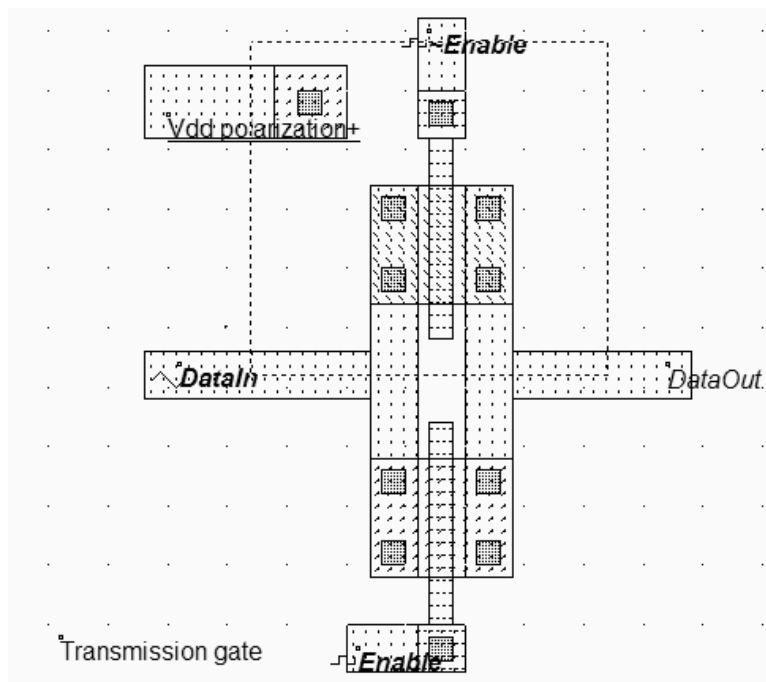 ~Enable
Vdd polarization+
DataIn
DataOut
Transmission gate
Enable